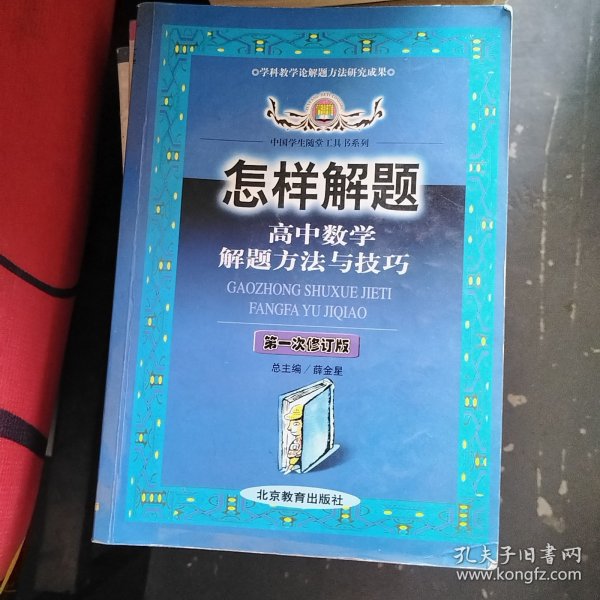 学科教学论解题方法研究成果
中国学生随堂工具书系列
怎样解题
高中数学
解题方法与技巧
GAOZHONG SHUXUE JIETI
FANGFA YU JIQIAO
第一次修订版
总主编/薛金星
北京教育出版社
孔夫子旧书网
www.kongfz.com